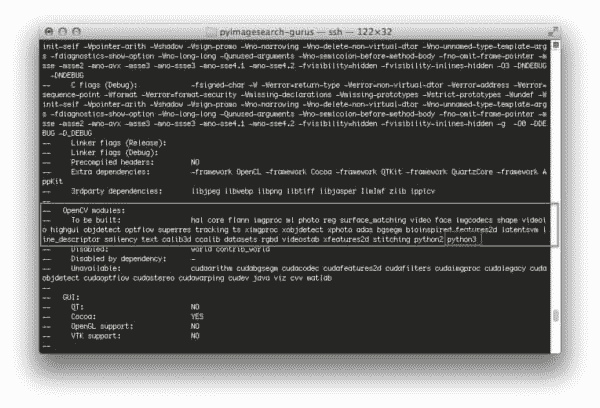 pyimagesearch-gurus — ssh — 122×32
init-self -Wpointer-arith -Wshadow -Wsign-promo -Wno-narrowing -Wno-delete-non-virtual-dtor -Wno-unnamed-type-template-arg
s -fdiagnostics-show-option -Wno-long-long -Qunused-arguments -Wno-semicolon-before-method-body -fno-omit-frame-pointer -m
sse -msse2 -mno-avx -msse3 -mno-ssse3 -mno-sse4.1 -mno-sse4.2 -fvisibility=hidden -fvisibility-inlines-hidden -O3 -DNDEBUG
-DNDEBUG
-- C flags (Debug): -fsigned-char -W -Werror=return-type -Werror=non-virtual-dtor -Werror=address -Werror=
sequence-point -Wformat -Werror=format-security -Wmissing-declarations -Wmissing-prototypes -Wstrict-prototypes -Wundef -W
init-self -Wpointer-arith -Wshadow -Wsign-promo -Wno-narrowing -Wno-delete-non-virtual-dtor -Wno-unnamed-type-template-arg
s -fdiagnostics-show-option -Wno-long-long -Qunused-arguments -Wno-semicolon-before-method-body -fno-omit-frame-pointer -m
sse -msse2 -mno-avx -msse3 -mno-ssse3 -mno-sse4.1 -mno-sse4.2 -fvisibility=hidden -fvisibility-inlines-hidden -g -O0 -DDE
BUG -D_DEBUG
-- Linker flags (Release):
-- Linker flags (Debug):
-- Precompiled headers: NO
-- Extra dependencies: -framework OpenCL -framework Cocoa -framework QTKit -framework QuartzCore -framework A
ppKit
-- 3rdparty dependencies: libjpeg libwebp libpng libtiff libjasper IlmImf zlib ippicv
--
-- OpenCV modules:
-- To be built: hal core flann imgproc ml photo reg surface_matching video face imgcodecs shape videoi
o highgui objdetect optflow superres tracking ts ximgproc xobjdetect xphoto adas bgsegm bioinspired features2d latentsvm l
ine_descriptor saliency text calib3d ccalib datasets rgbd videostab xfeatures2d stitching python2 python3
-- Disabled: world contrib_world
-- Disabled by dependency: -
-- Unavailable: cudaarithm cudabgsegm cudacodec cudafeatures2d cudafilters cudaimgproc cudalegacy cuda
objdetect cudaoptflow cudastereo cudawarping cudev java viz cvv matlab
--
-- GUI:
-- QT: NO
-- Cocoa: YES
-- OpenGL support: NO
-- VTK support: NO
--